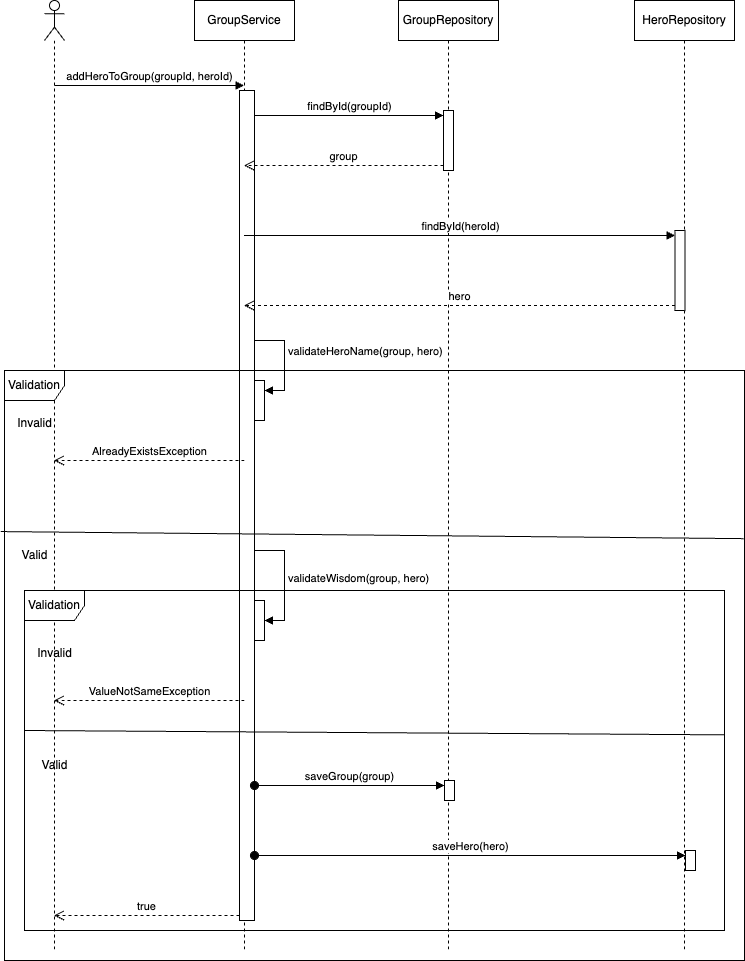 GroupService
GroupRepository
HeroRepository
addHeroToGroup(groupId, heroId)
findById(groupId)
group
findById(heroId)
hero
validateHeroName(group, hero)
Validation
Invalid
AlreadyExistsException
Valid
validateWisdom(group, hero)
Validation
Invalid
ValueNotSameException
Valid
saveGroup(group)
saveHero(hero)
true